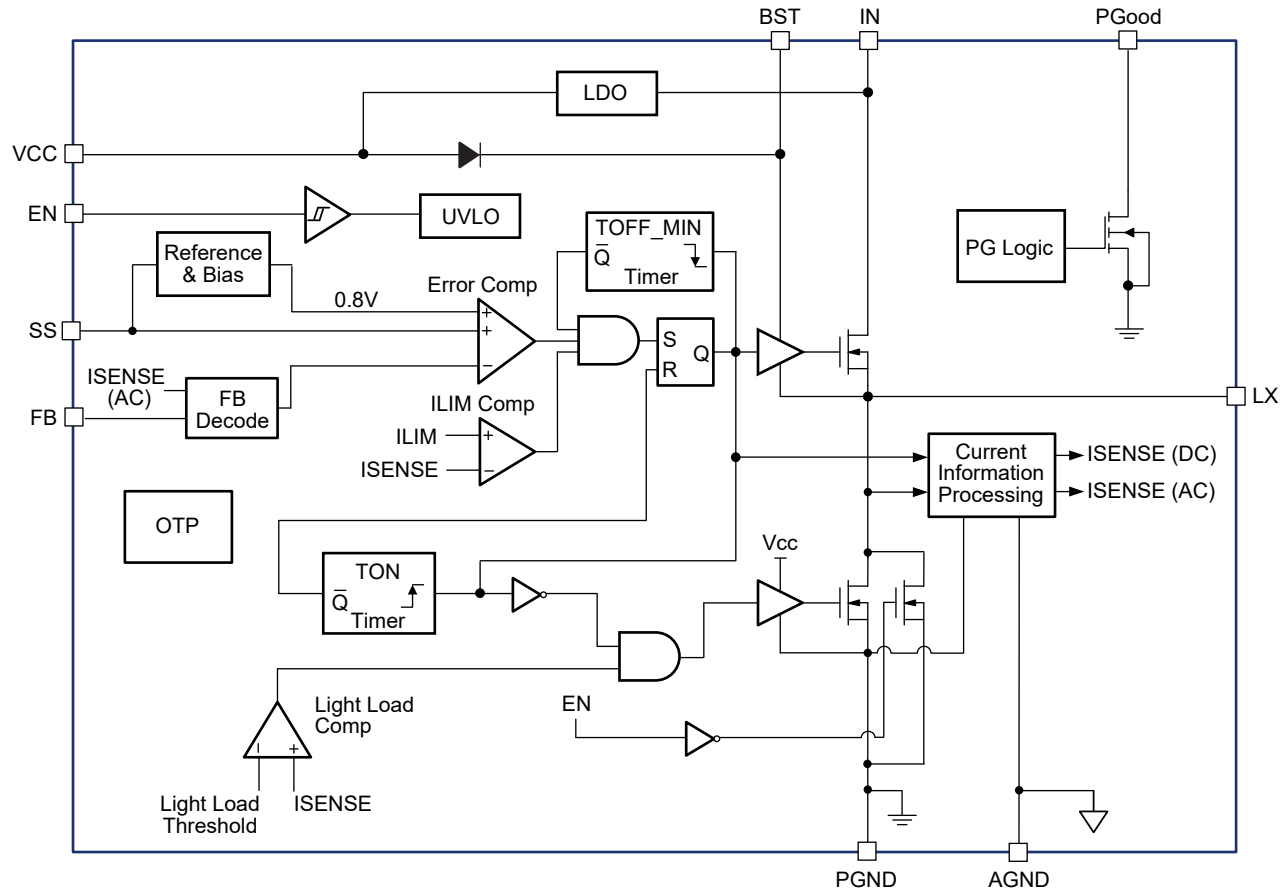 BST
IN
PGood
LDO
VCC
EN
UVLO
TOFF_MIN
Q̅
Timer
Reference
& Bias
PG Logic
Error Comp
0.8V
+
+
−
SS
S
R
Q
ISENSE
(AC)
FB
Decode
FB
LX
ILIM Comp
ILIM
+
ISENSE
−
Current
Information
Processing
ISENSE (DC)
ISENSE (AC)
OTP
Vcc
TON
Q̅
Timer
EN
Light Load
Comp
−
+
Light Load
Threshold
ISENSE
PGND
AGND